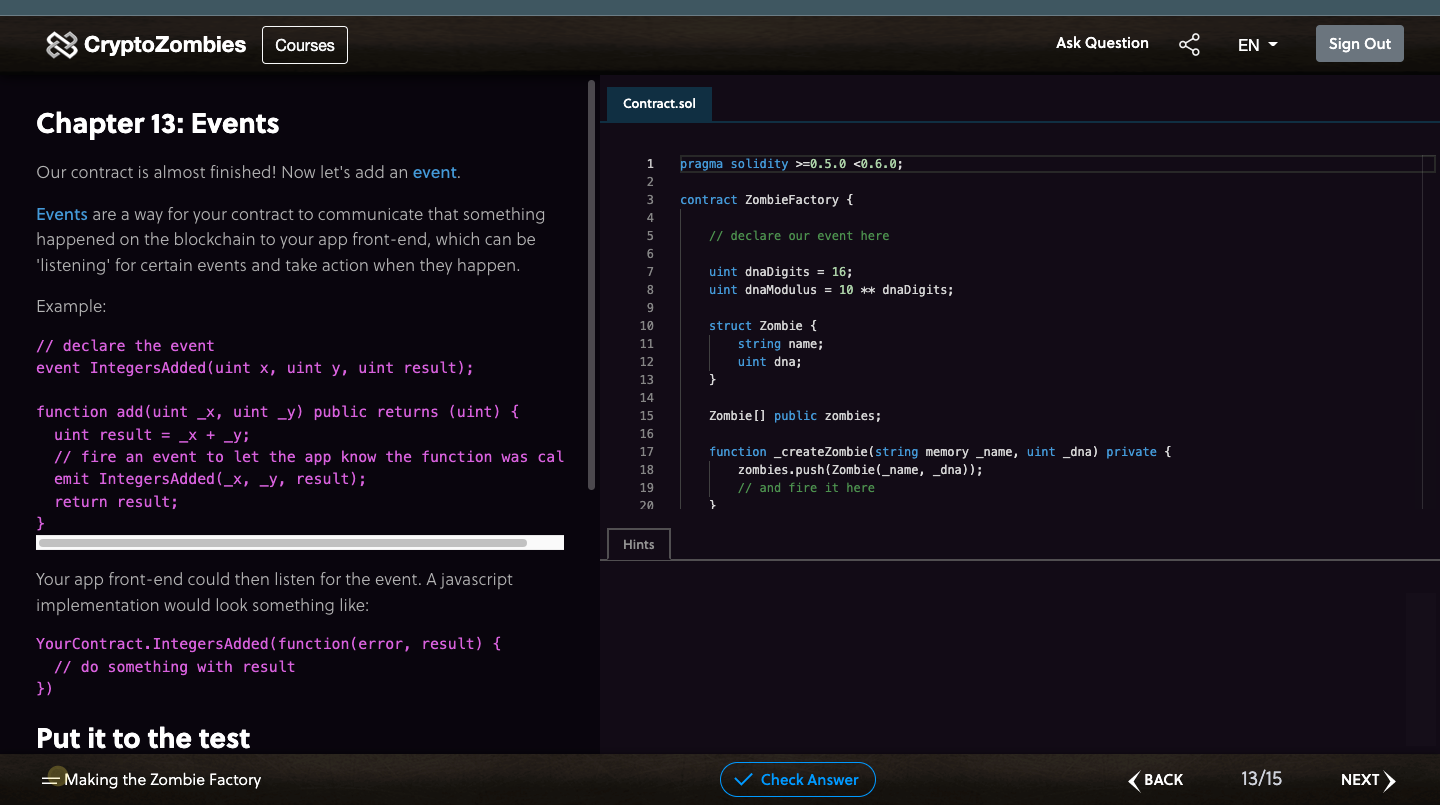 CryptoZombies
Courses
Ask Question
EN
Sign Out
Chapter 13: Events
Our contract is almost finished! Now let's add an event.
Events are a way for your contract to communicate that something
happened on the blockchain to your app front-end, which can be
'listening' for certain events and take action when they happen.
Example:
// declare the event
event IntegersAdded(uint x, uint y, uint result);
function add(uint _x, uint _y) public returns (uint) {
  uint result = _x + _y;
  // fire an event to let the app know the function was cal
  emit IntegersAdded(_x, _y, result);
  return result;
}
Your app front-end could then listen for the event. A javascript
implementation would look something like:
YourContract.IntegersAdded(function(error, result) {
  // do something with result
})
Put it to the test
Contract.sol
1 pragma solidity >=0.5.0 <0.6.0;
2
3 contract ZombieFactory {
4
5     // declare our event here
6
7     uint dnaDigits = 16;
8     uint dnaModulus = 10 ** dnaDigits;
9
10     struct Zombie {
11         string name;
12         uint dna;
13     }
14
15     Zombie[] public zombies;
16
17     function _createZombie(string memory _name, uint _dna) private {
18         zombies.push(Zombie(_name, _dna));
19         // and fire it here
20     }
Hints
Making the Zombie Factory
Check Answer
BACK
13/15
NEXT